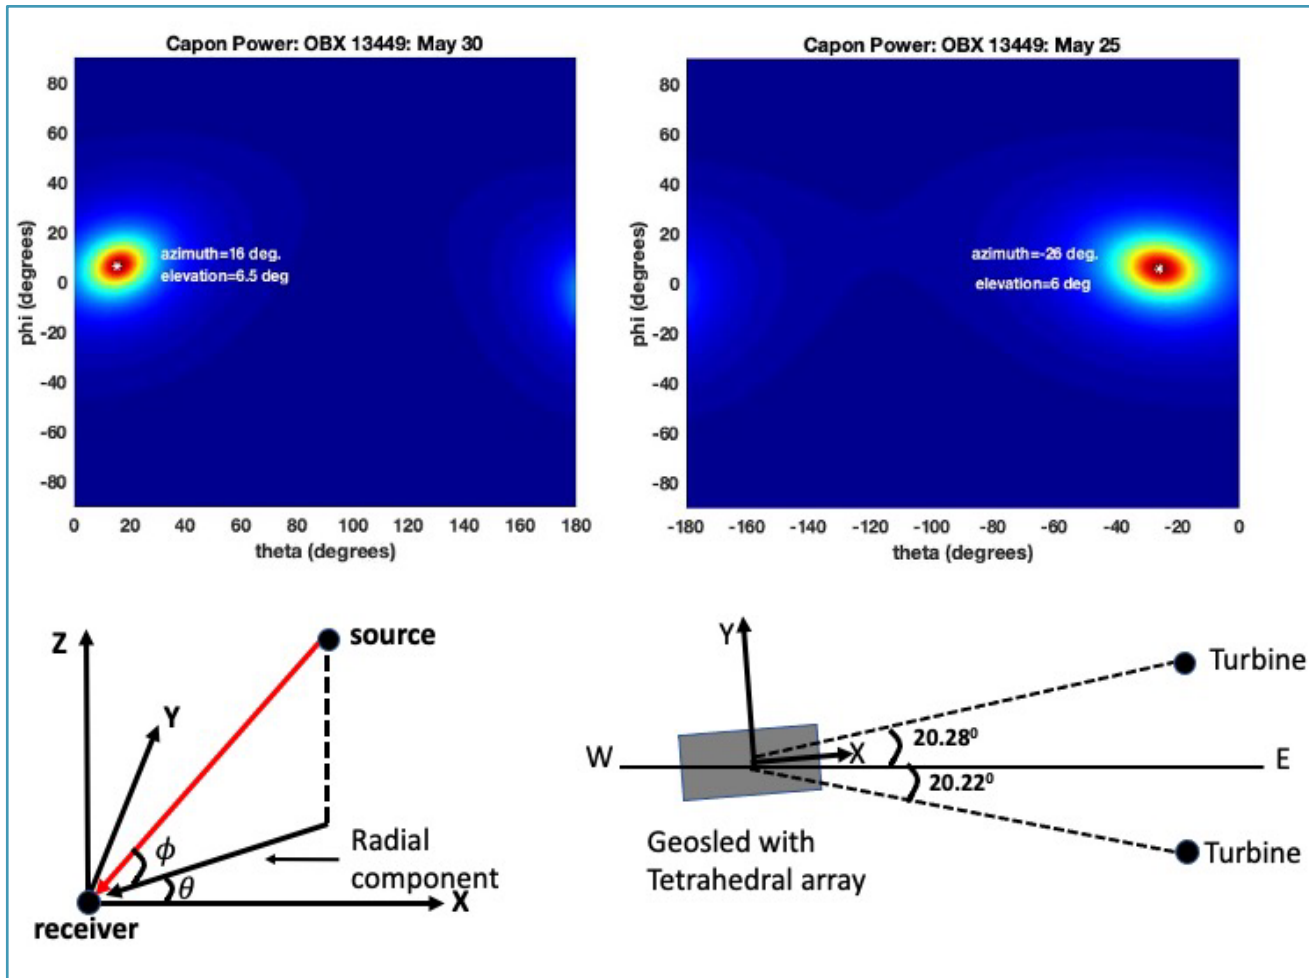 Capon Power: OBX 13449: May 30
80
60
40
20
0
-20
-40
-60
-80
phi (degrees)
azimuth=16 deg.
elevation=6.5 deg
0 20 40 60 80 100 120 140 160 180
theta (degrees)
Capon Power: OBX 13449: May 25
80
60
40
20
0
-20
-40
-60
-80
phi (degrees)
azimuth=-26 deg.
elevation=6 deg
-180 -160 -140 -120 -100 -80 -60 -40 -20 0
theta (degrees)
Z
source
Y
ϕ
θ
Radial
component
X
receiver
Y
Turbine
20.28⁰
W
X
E
20.22⁰
Geosled with
Tetrahedral array
Turbine